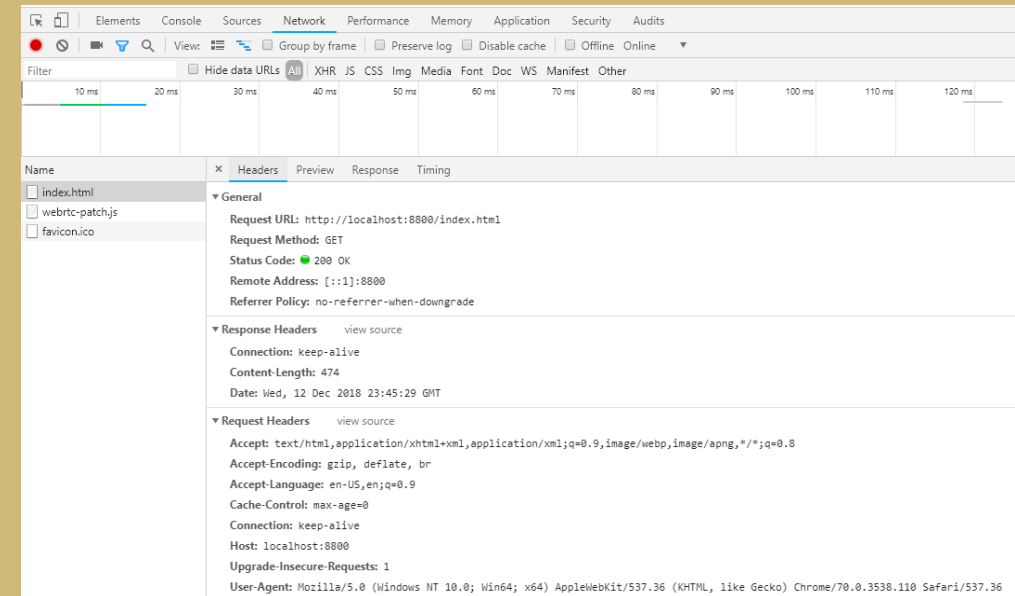 Elements Console Sources Network Performance Memory Application Security Audits
View: Group by frame Preserve log Disable cache Offline Online ▼
Filter Hide data URLs All XHR JS CSS Img Media Font Doc WS Manifest Other
10 ms 20 ms 30 ms 40 ms 50 ms 60 ms 70 ms 80 ms 90 ms 100 ms 110 ms 120 ms
Name × Headers Preview Response Timing
index.html
webrtc-patch.js
favicon.ico
▼ General
Request URL: http://localhost:8800/index.html
Request Method: GET
Status Code: 200 OK
Remote Address: [::1]:8800
Referrer Policy: no-referrer-when-downgrade
▼ Response Headers view source
Connection: keep-alive
Content-Length: 474
Date: Wed, 12 Dec 2018 23:45:29 GMT
▼ Request Headers view source
Accept: text/html,application/xhtml+xml,application/xml;q=0.9,image/webp,image/apng,*/*;q=0.8
Accept-Encoding: gzip, deflate, br
Accept-Language: en-US,en;q=0.9
Cache-Control: max-age=0
Connection: keep-alive
Host: localhost:8800
Upgrade-Insecure-Requests: 1
User-Agent: Mozilla/5.0 (Windows NT 10.0; Win64; x64) AppleWebKit/537.36 (KHTML, like Gecko) Chrome/70.0.3538.110 Safari/537.36